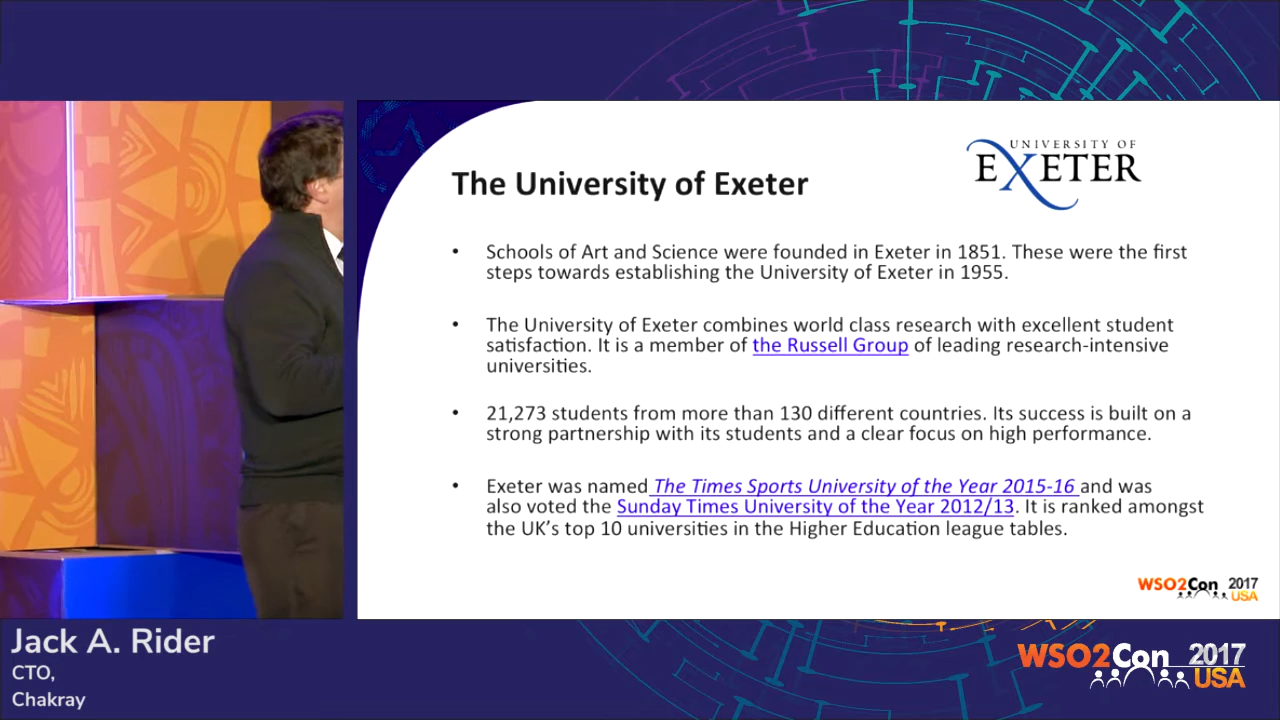 UNIVERSITY OF
EXETER
The University of Exeter
• Schools of Art and Science were founded in Exeter in 1851. These were the first
steps towards establishing the University of Exeter in 1955.
• The University of Exeter combines world class research with excellent student
satisfaction. It is a member of the Russell Group of leading research-intensive
universities.
• 21,273 students from more than 130 different countries. Its success is built on a
strong partnership with its students and a clear focus on high performance.
• Exeter was named The Times Sports University of the Year 2015-16 and was
also voted the Sunday Times University of the Year 2012/13. It is ranked amongst
the UK's top 10 universities in the Higher Education league tables.
WSO2Con 2017
USA
Jack A. Rider
CTO,
Chakray
WSO2Con 2017
USA